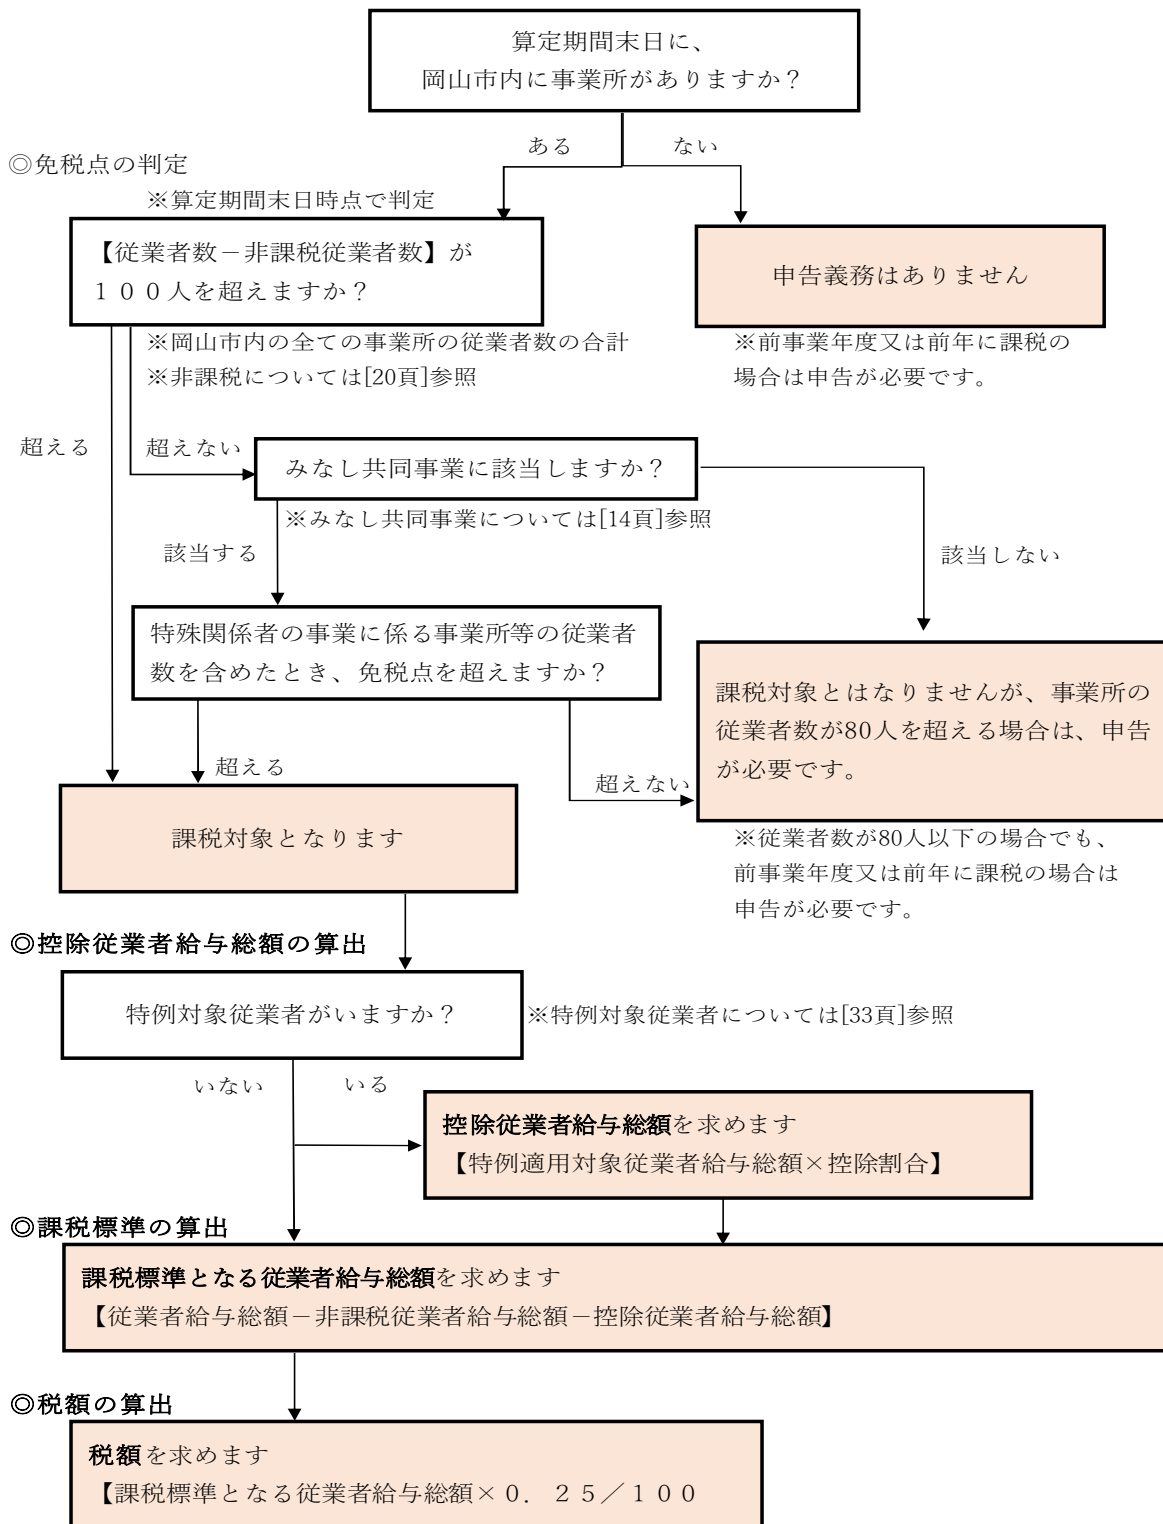 算定期間末日に、
岡山市内に事業所がありますか？
ある
ない
◎免税点の判定
※算定期間末日時点で判定
【従業者数－非課税従業者数】が
１００人を超えますか？
申告義務はありません
※岡山市内の全ての事業所の従業者数の合計
※非課税については[20頁]参照
※前事業年度又は前年に課税の
場合は申告が必要です。
超える
超えない
みなし共同事業に該当しますか？
※みなし共同事業については[14頁]参照
該当する
該当しない
特殊関係者の事業に係る事業所等の従業者
数を含めたとき、免税点を超えますか？
課税対象とはなりませんが、事業所の
従業者数が80人を超える場合は、申告
が必要です。
超える
超えない
課税対象となります
※従業者数が80人以下の場合でも、
前事業年度又は前年に課税の場合は
申告が必要です。
◎控除従業者給与総額の算出
特例対象従業者がいますか？
※特例対象従業者については[33頁]参照
いない
いる
控除従業者給与総額を求めます
【特例適用対象従業者給与総額×控除割合】
◎課税標準の算出
課税標準となる従業者給与総額を求めます
【従業者給与総額－非課税従業者給与総額－控除従業者給与総額】
◎税額の算出
税額を求めます
【課税標準となる従業者給与総額×０．２５／１００